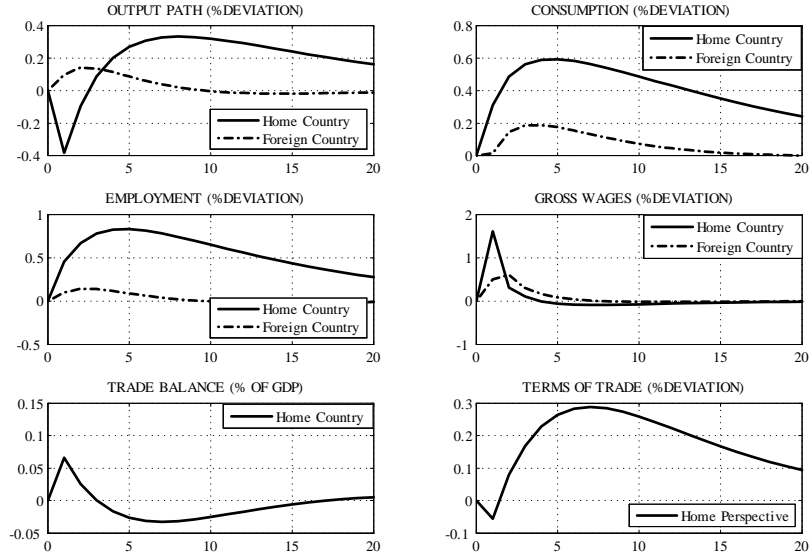 OUTPUT PATH (%DEVIATION)
0.4
0.2
0
-0.2
-0.4
0 5 10 15 20
Home Country
Foreign Country
CONSUMPTION (%DEVIATION)
0.8
0.6
0.4
0.2
0
0 5 10 15 20
Home Country
Foreign Country
EMPLOYMENT (%DEVIATION)
1
0.5
0
-0.5
0 5 10 15 20
Home Country
Foreign Country
GROSS WAGES (%DEVIATION)
2
1
0
-1
0 5 10 15 20
Home Country
Foreign Country
TRADE BALANCE (% OF GDP)
0.15
0.1
0.05
0
-0.05
0 5 10 15 20
Home Country
TERMS OF TRADE (%DEVIATION)
0.3
0.2
0.1
0
-0.1
0 5 10 15 20
Home Perspective